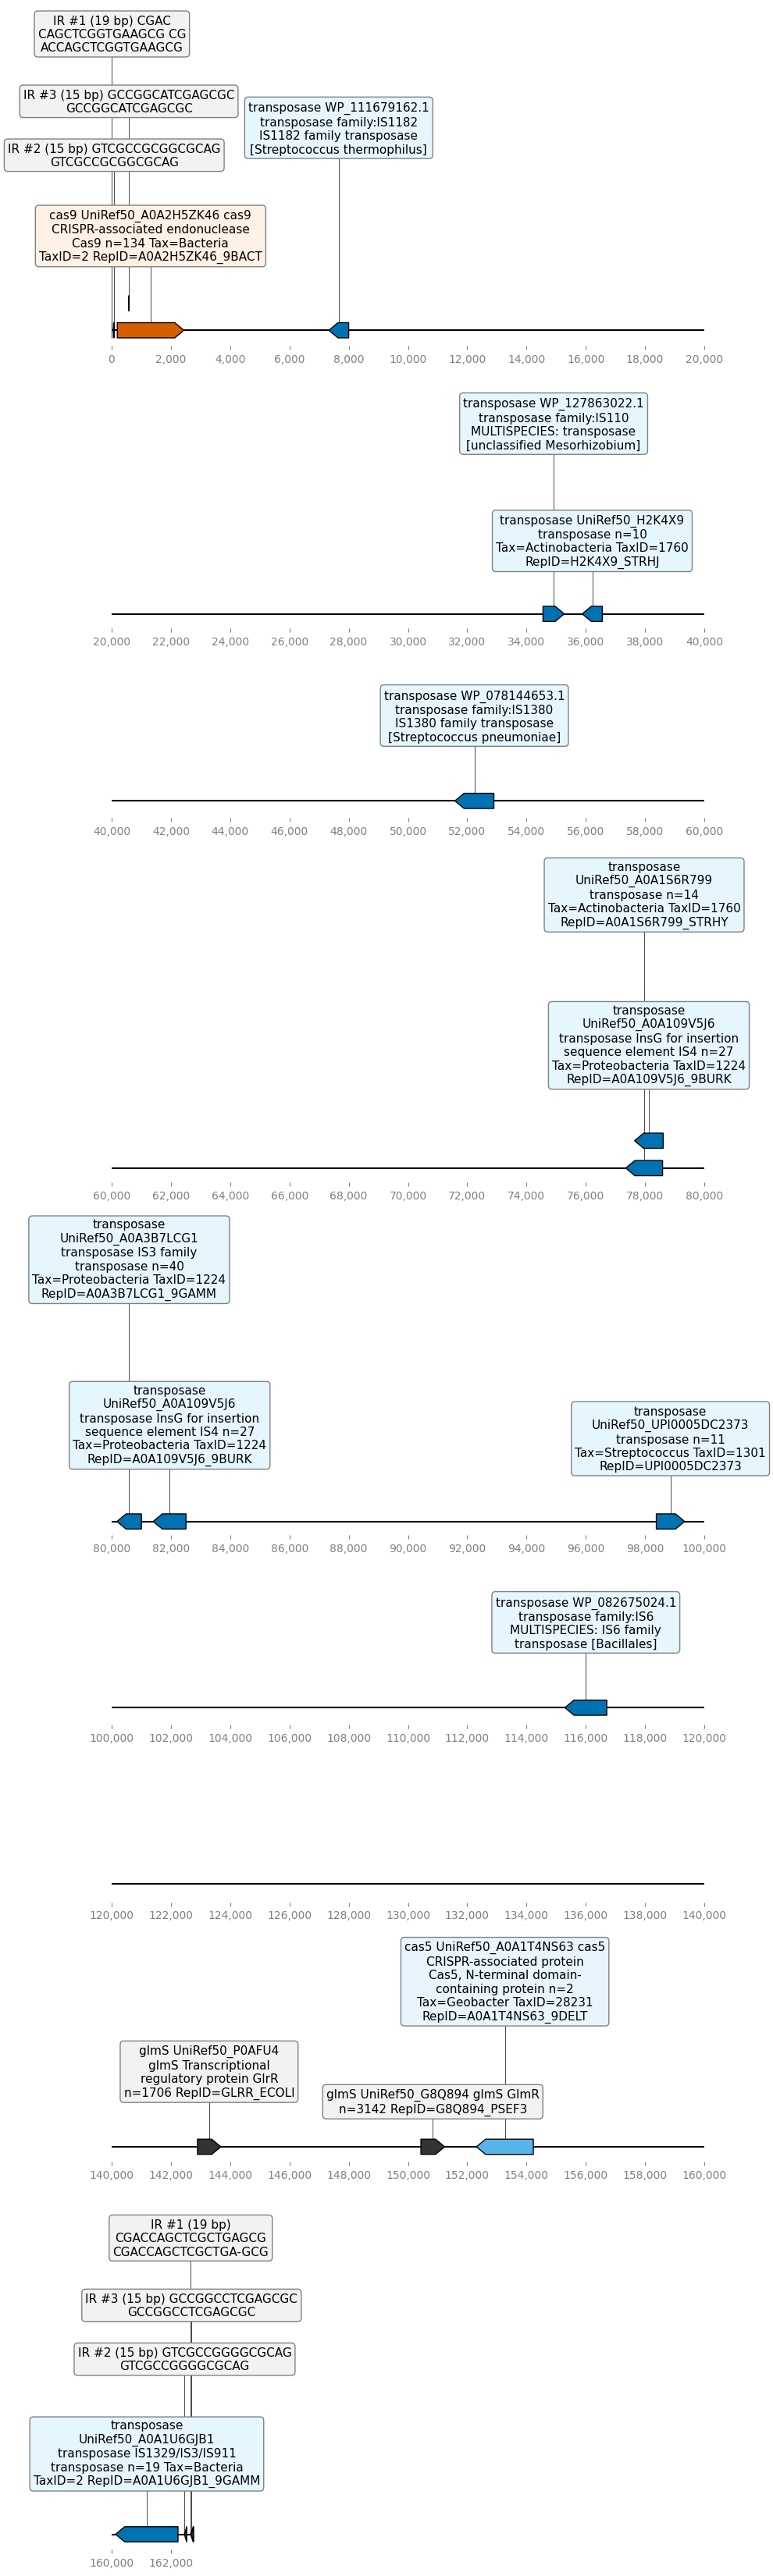 IR #1 (19 bp) CGAC
CAGCTCGGTGAAGCG CG
ACCAGCTCGGTGAAGCG
IR #3 (15 bp) GCCGGCATCGAGCGC
GCCGGCATCGAGCGC
IR #2 (15 bp) GTCGCCGCGGCGCAG
GTCGCCGCGGCGCAG
transposase WP_111679162.1
transposase family:IS1182
IS1182 family transposase
[Streptococcus thermophilus]
cas9 UniRef50_A0A2H5ZK46 cas9
CRISPR-associated endonuclease
Cas9 n=134 Tax=Bacteria
TaxID=2 RepID=A0A2H5ZK46_9BACT
0 2,000 4,000 6,000 8,000 10,000 12,000 14,000 16,000 18,000 20,000
transposase WP_127863022.1
transposase family:IS110
MULTISPECIES: transposase
[unclassified Mesorhizobium]
transposase UniRef50_H2K4X9
transposase n=10
Tax=Actinobacteria TaxID=1760
RepID=H2K4X9_STRHJ
20,000 22,000 24,000 26,000 28,000 30,000 32,000 34,000 36,000 38,000 40,000
transposase WP_078144653.1
transposase family:IS1380
IS1380 family transposase
[Streptococcus pneumoniae]
40,000 42,000 44,000 46,000 48,000 50,000 52,000 54,000 56,000 58,000 60,000
transposase
UniRef50_A0A1S6R799
transposase n=14
Tax=Actinobacteria TaxID=1760
RepID=A0A1S6R799_STRHY
transposase
UniRef50_A0A109V5J6
transposase InsG for insertion
sequence element IS4 n=27
Tax=Proteobacteria TaxID=1224
RepID=A0A109V5J6_9BURK
60,000 62,000 64,000 66,000 68,000 70,000 72,000 74,000 76,000 78,000 80,000
transposase
UniRef50_A0A3B7LCG1
transposase IS3 family
transposase n=40
Tax=Proteobacteria TaxID=1224
RepID=A0A3B7LCG1_9GAMM
transposase
UniRef50_A0A109V5J6
transposase InsG for insertion
sequence element IS4 n=27
Tax=Proteobacteria TaxID=1224
RepID=A0A109V5J6_9BURK
transposase
UniRef50_UPI0005DC2373
transposase n=11
Tax=Streptococcus TaxID=1301
RepID=UPI0005DC2373
80,000 82,000 84,000 86,000 88,000 90,000 92,000 94,000 96,000 98,000 100,000
transposase WP_082675024.1
transposase family:IS6
MULTISPECIES: IS6 family
transposase [Bacillales]
100,000 102,000 104,000 106,000 108,000 110,000 112,000 114,000 116,000 118,000 120,000
120,000 122,000 124,000 126,000 128,000 130,000 132,000 134,000 136,000 138,000 140,000
cas5 UniRef50_A0A1T4NS63 cas5
CRISPR-associated protein
Cas5, N-terminal domain-
containing protein n=2
Tax=Geobacter TaxID=28231
RepID=A0A1T4NS63_9DELT
glmS UniRef50_P0AFU4
glmS Transcriptional
regulatory protein GlrR
n=1706 RepID=GLRR_ECOLI
glmS UniRef50_G8Q894 glmS GlmR
n=3142 RepID=G8Q894_PSEF3
140,000 142,000 144,000 146,000 148,000 150,000 152,000 154,000 156,000 158,000 160,000
IR #1 (19 bp)
CGACCAGCTCGCTGAGCG
CGACCAGCTCGCTGA-GCG
IR #3 (15 bp) GCCGGCCTCGAGCGC
GCCGGCCTCGAGCGC
IR #2 (15 bp) GTCGCCGGGGCGCAG
GTCGCCGGGGCGCAG
transposase
UniRef50_A0A1U6GJB1
transposase IS1329/IS3/IS911
transposase n=19 Tax=Bacteria
TaxID=2 RepID=A0A1U6GJB1_9GAMM
160,000 162,000